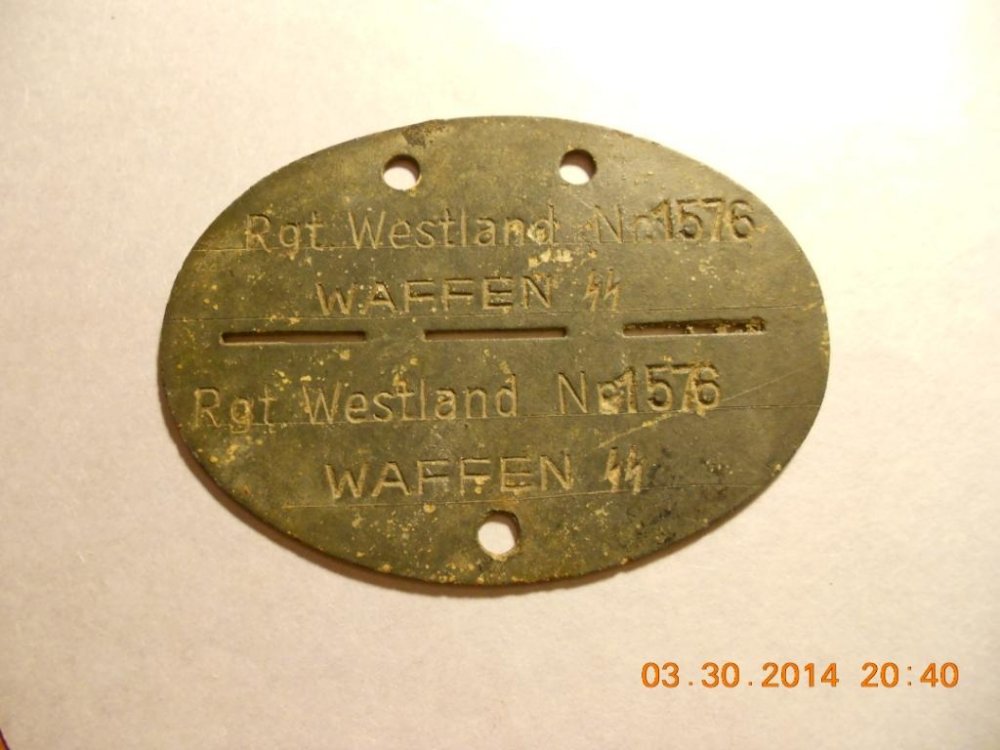 Rgt Westland Nr.1576
WAFFEN ᛋᛋ
Rgt Westland Nr.1576
WAFFEN ᛋᛋ
03.30.2014 20:40